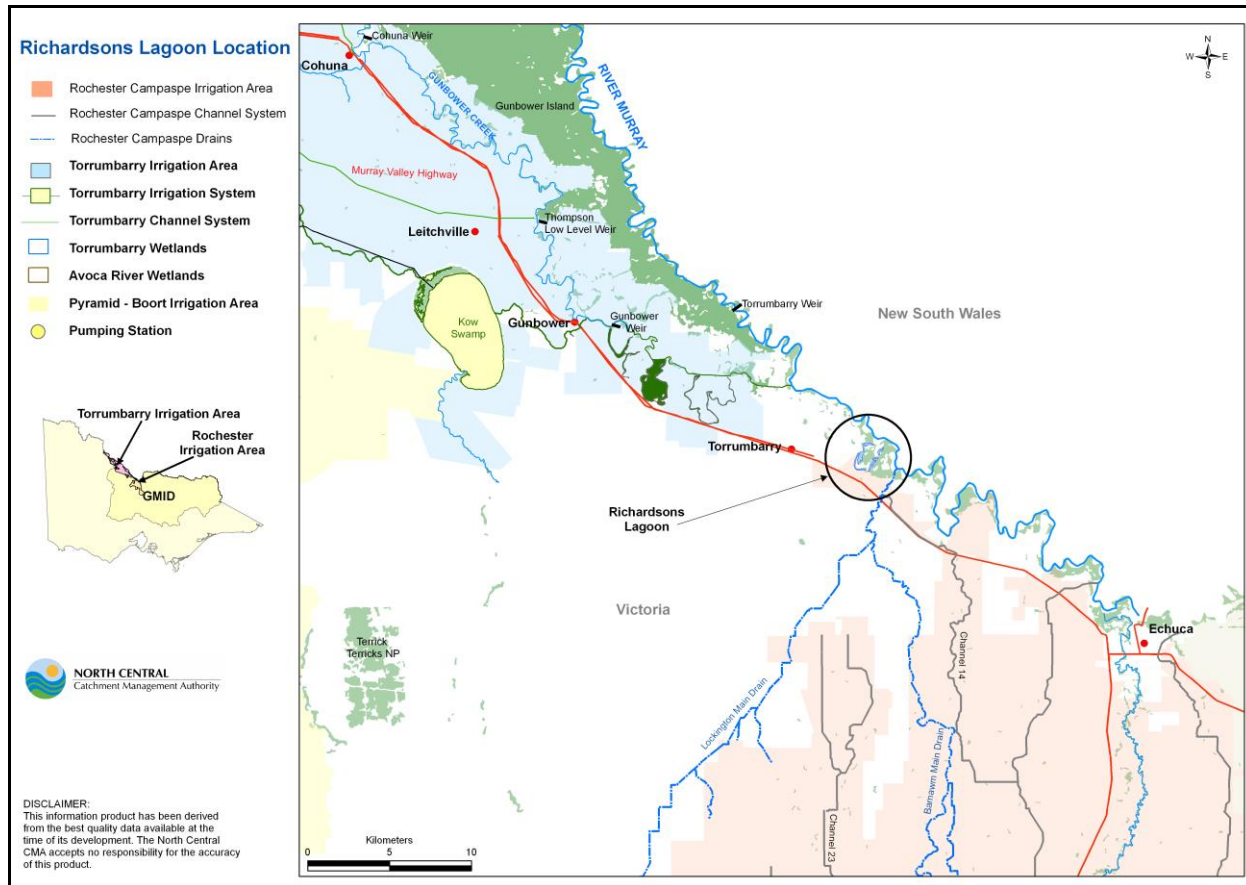 Richardsons Lagoon Location
Rochester Campaspe Irrigation Area
Rochester Campaspe Channel System
Rochester Campaspe Drains
Torrumbarry Irrigation Area
Torrumbarry Irrigation System
Torrumbarry Channel System
Torrumbarry Wetlands
Avoca River Wetlands
Pyramid - Boort Irrigation Area
Pumping Station
Torrumbarry Irrigation Area
Rochester
Irrigation Area
GMID
NORTH CENTRAL
Catchment Management Authority
DISCLAIMER:
This information product has been derived
from the best quality data available at the
time of its development. The North Central
CMA accepts no responsibility for the accuracy
of this product.
Cohuna Weir
Cohuna
GUNBOWER CREEK
Gunbower Island
RIVER MURRAY
N
W E
S
Murray Valley Highway
Thompson
Low Level Weir
Leitchville
Kow
Swamp
Gunbower
Gunbower
Weir
Torrumbarry Weir
New South Wales
Torrumbarry
Richardsons
Lagoon
Victoria
Echuca
Terrick
Terricks NP
Lockington Main Drain
Channel 14
Bamawm Main Drain
Channel 23
Kilometers
0 5 10